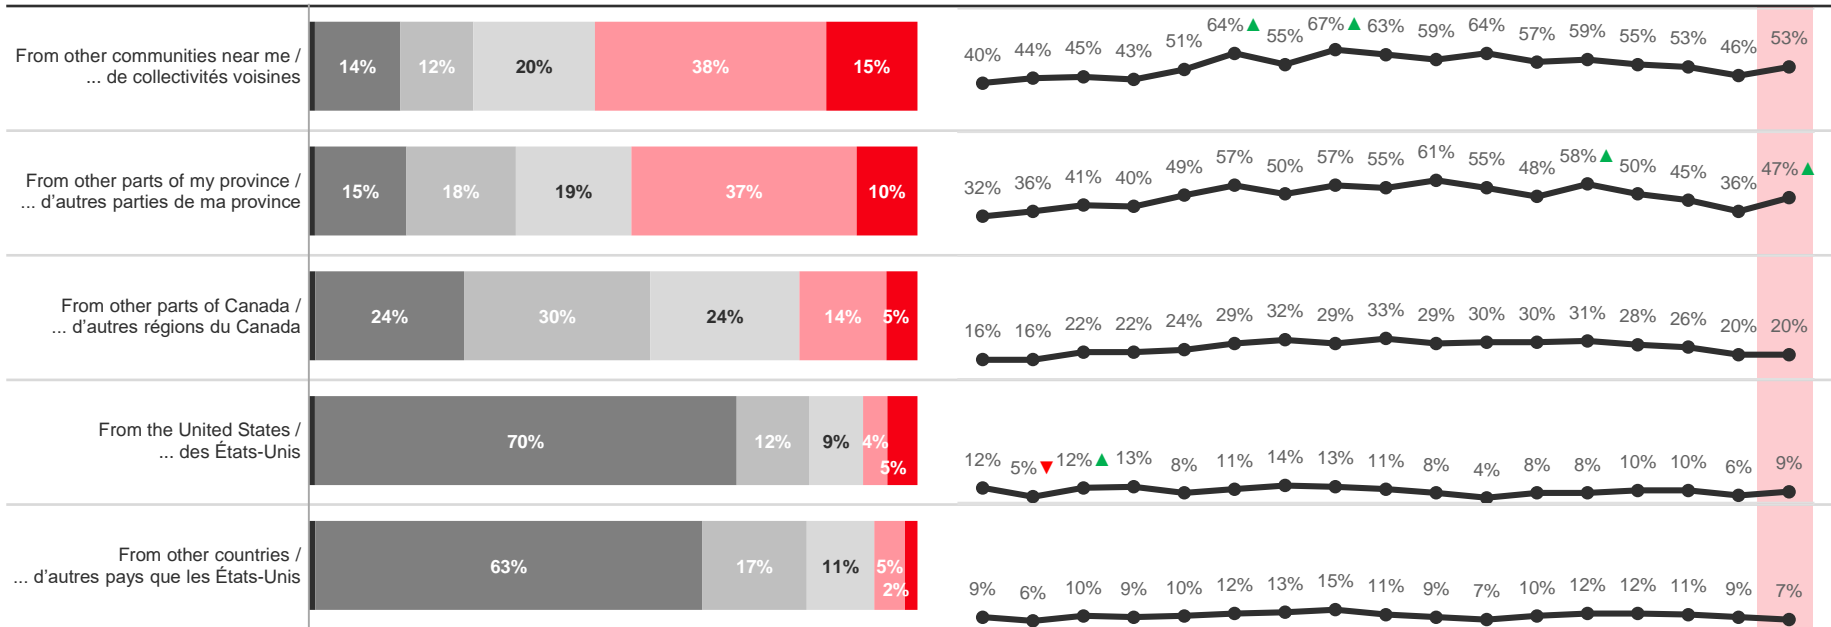 From other communities near me /
... de collectivités voisines
14% 12% 20% 38% 15%
40% 44% 45% 43% 51% 64%▲ 55% 67%▲ 63% 59% 64% 57% 59% 55% 53% 46% 53%
From other parts of my province /
... d'autres parties de ma province
15% 18% 19% 37% 10%
32% 36% 41% 40% 49% 57% 50% 57% 55% 61% 55% 48% 58%▲ 50% 45% 36% 47%▲
From other parts of Canada /
... d'autres régions du Canada
24% 30% 24% 14% 5%
16% 16% 22% 22% 24% 29% 32% 29% 33% 29% 30% 30% 31% 28% 26% 20% 20%
From the United States /
... des États-Unis
70% 12% 9% 4% 5%
12% 5%▼ 12%▲ 13% 8% 11% 14% 13% 11% 8% 4% 8% 8% 10% 10% 6% 9%
From other countries /
... d'autres pays que les États-Unis
63% 17% 11% 5% 2%
9% 6% 10% 9% 10% 12% 13% 15% 11% 9% 7% 10% 12% 12% 11% 9% 7%